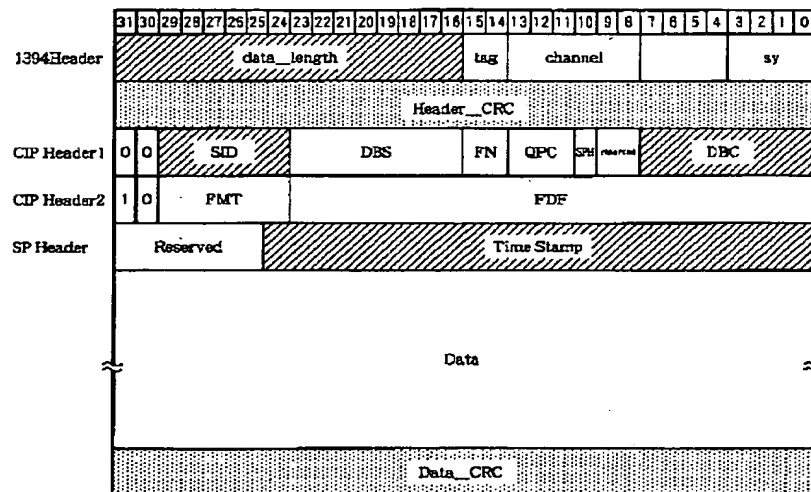 31 30 29 28 27 26 25 24 23 22 21 20 19 18 17 16 15 14 13 12 11 10 9 8 7 6 5 4 3 2 1 0
1394Header data_length tag channel sy
Header_CRC
CIP Header1 0 0 SID DBS FN QPC SPH DBC
CIP Header2 1 0 FMT FDF
SP Header Reserved Time Stamp
Data
Data_CRC